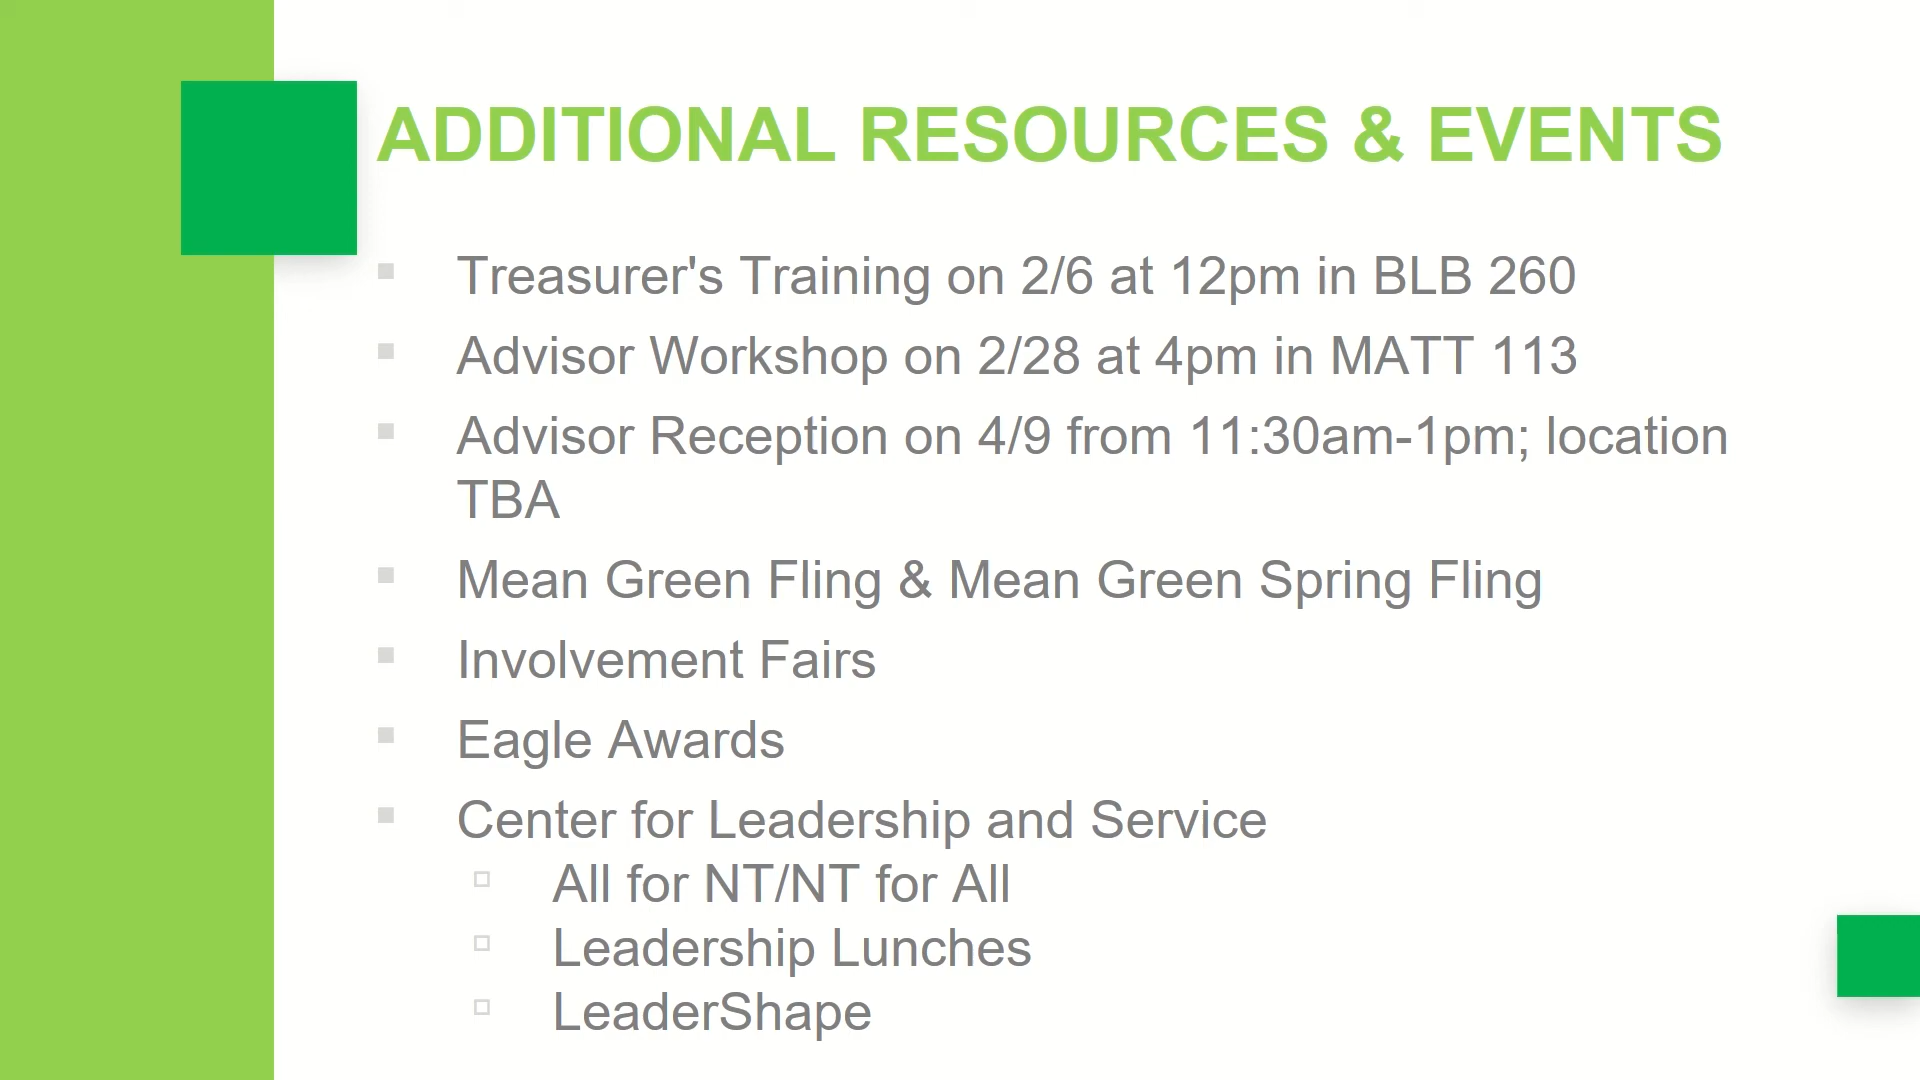 ADDITIONAL RESOURCES & EVENTS
Treasurer's Training on 2/6 at 12pm in BLB 260
Advisor Workshop on 2/28 at 4pm in MATT 113
Advisor Reception on 4/9 from 11:30am-1pm; location
TBA
Mean Green Fling & Mean Green Spring Fling
Involvement Fairs
Eagle Awards
Center for Leadership and Service
All for NT/NT for All
Leadership Lunches
LeaderShape